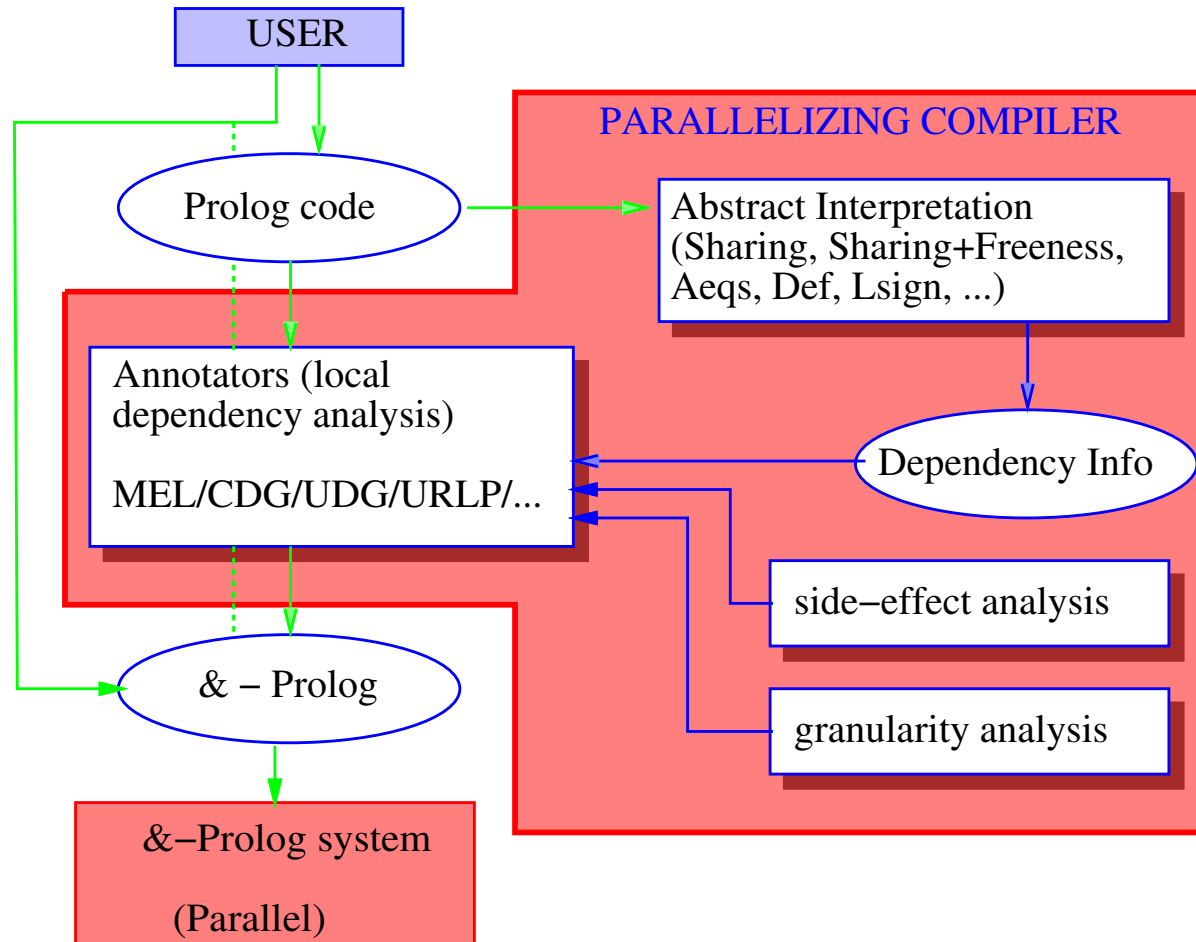 USER
PARALLELIZING COMPILER
Prolog code
Abstract Interpretation
(Sharing, Sharing+Freeness,
Aeqs, Def, Lsign, ...)
Annotators (local
dependency analysis)
MEL/CDG/UDG/URLP/...
Dependency Info
side−effect analysis
& − Prolog
granularity analysis
&−Prolog system
(Parallel)